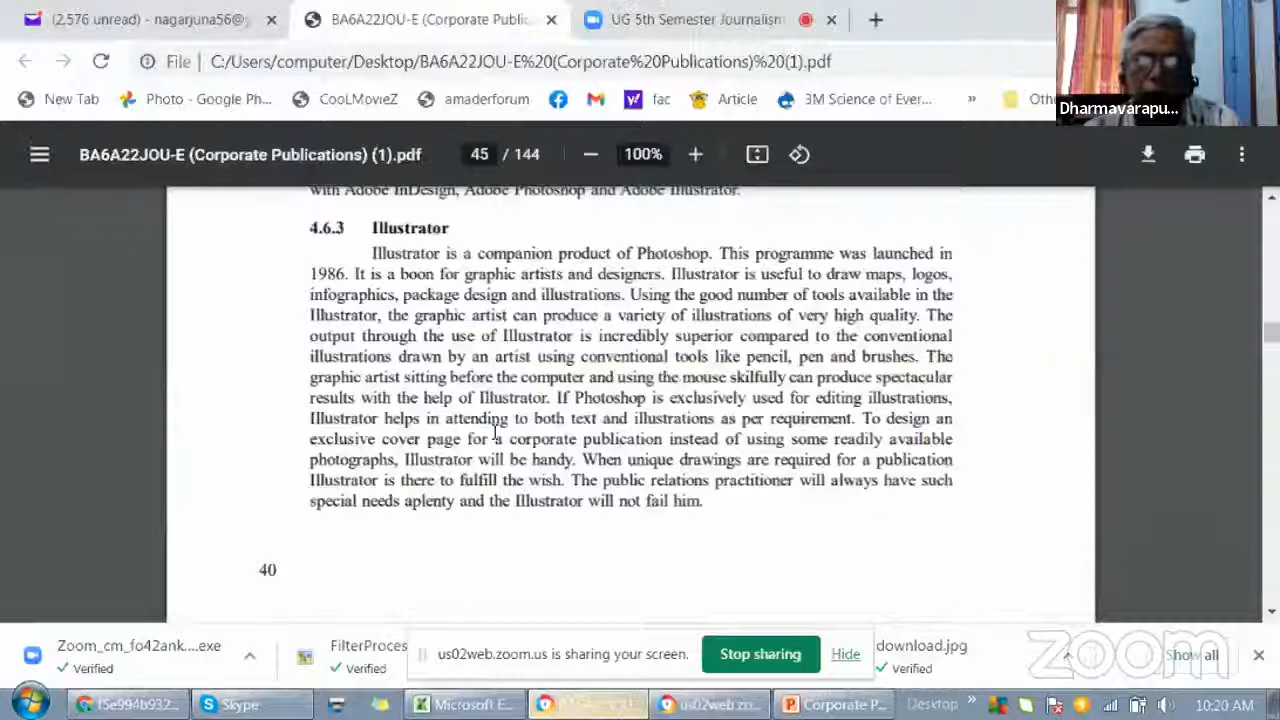 (2,576 unread) - nagarjuna56@
BA6A22JOU-E (Corporate Public
UG 5th Semester Journalism
File
C:/Users/computer/Desktop/BA6A22JOU-E%20(Corporate%20Publications)%20(1).pdf
New Tab
Photo - Google Ph...
CooLMovieZ
amaderforum
fac
Article
3M Science of Ever...
»
Dharmavarapu...
BA6A22JOU-E (Corporate Publications) (1).pdf
45 / 144
100%
with Adobe InDesign, Adobe Photoshop and Adobe Illustrator.
4.6.3 Illustrator
Illustrator is a companion product of Photoshop. This programme was launched in
1986. It is a boon for graphic artists and designers. Illustrator is useful to draw maps, logos,
infographics, package design and illustrations. Using the good number of tools available in the
Illustrator, the graphic artist can produce a variety of illustrations of very high quality. The
output through the use of Illustrator is incredibly superior compared to the conventional
illustrations drawn by an artist using conventional tools like pencil, pen and brushes. The
graphic artist sitting before the computer and using the mouse skilfully can produce spectacular
results with the help of Illustrator. If Photoshop is exclusively used for editing illustrations,
Illustrator helps in attending to both text and illustrations as per requirement. To design an
exclusive cover page for a corporate publication instead of using some readily available
photographs, Illustrator will be handy. When unique drawings are required for a publication
Illustrator is there to fulfill the wish. The public relations practitioner will always have such
special needs aplenty and the Illustrator will not fail him.
40
Zoom_cm_fo42ank....exe
Verified
FilterProces
Verified
us02web.zoom.us is sharing your screen.
Stop sharing
Hide
download.jpg
Verified
Show all
zoom
f5e994b932...
Skype
Microsoft E...
us02web.zo...
Corporate P...
Desktop
»
10:20 AM